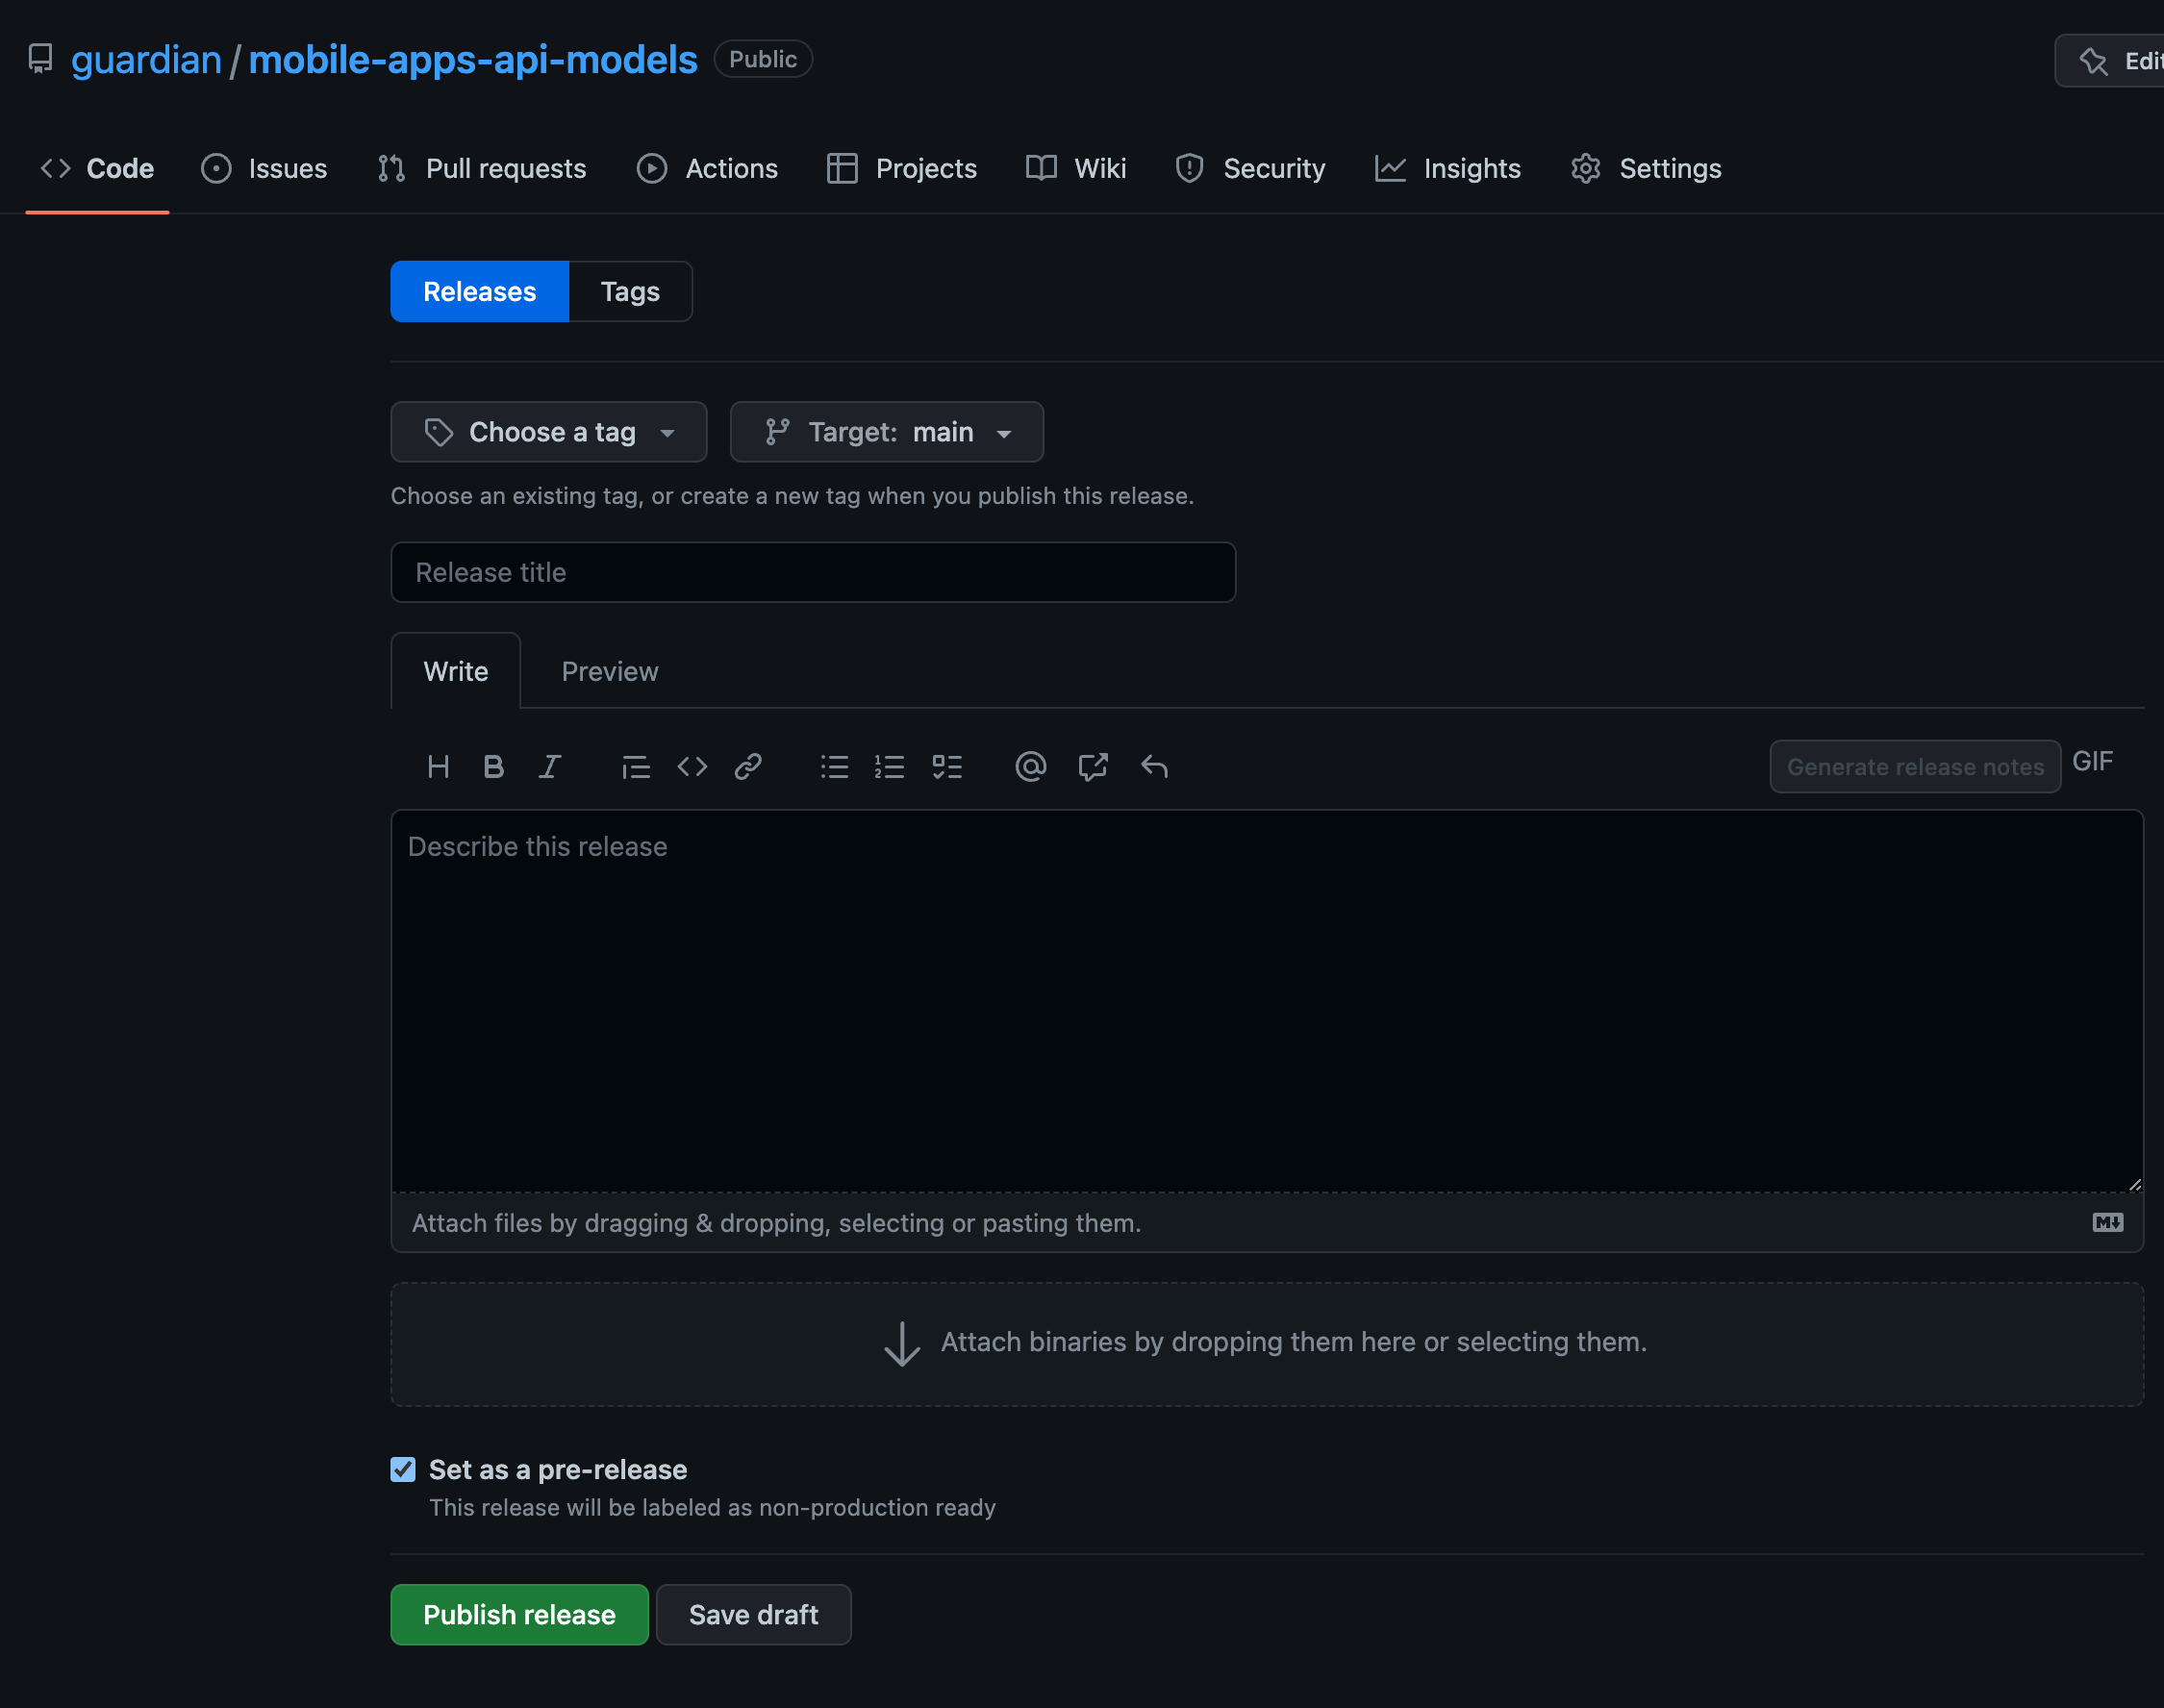 guardian / mobile-apps-api-models Public Edit
Code Issues Pull requests Actions Projects Wiki Security Insights Settings
Releases Tags
Choose a tag Target: main
Choose an existing tag, or create a new tag when you publish this release.
Release title
Write Preview
Generate release notes GIF
Describe this release
Attach files by dragging & dropping, selecting or pasting them.
Attach binaries by dropping them here or selecting them.
Set as a pre-release
This release will be labeled as non-production ready
Publish release Save draft